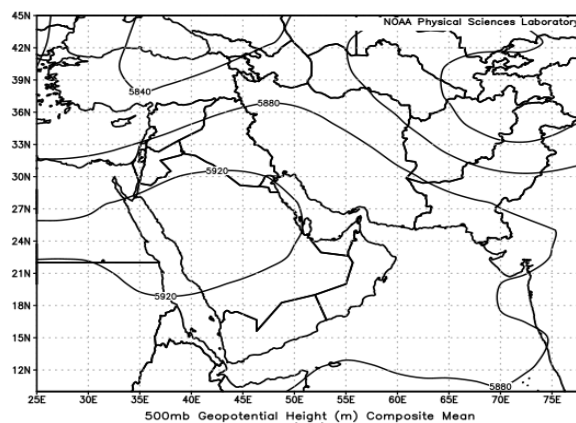 NOAA Physical Sciences Laboratory
45N
42N
39N
36N
33N
30N
27N
24N
21N
18N
15N
12N
5840
5880
5920
5920
5880
25E 30E 35E 40E 45E 50E 55E 60E 65E 70E 75E
500mb Geopotential Height (m) Composite Mean